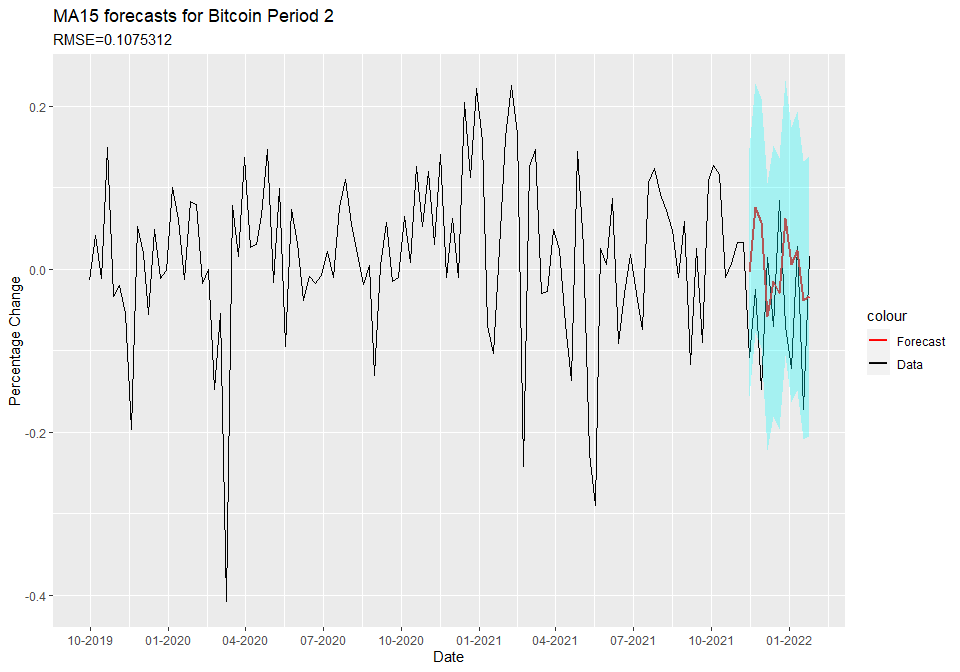 MA15 forecasts for Bitcoin Period 2
RMSE=0.1075312
0.2
0.0
-0.2
-0.4
Percentage Change
10-2019 01-2020 04-2020 07-2020 10-2020 01-2021 04-2021 07-2021 10-2021 01-2022
Date
colour
Forecast
Data